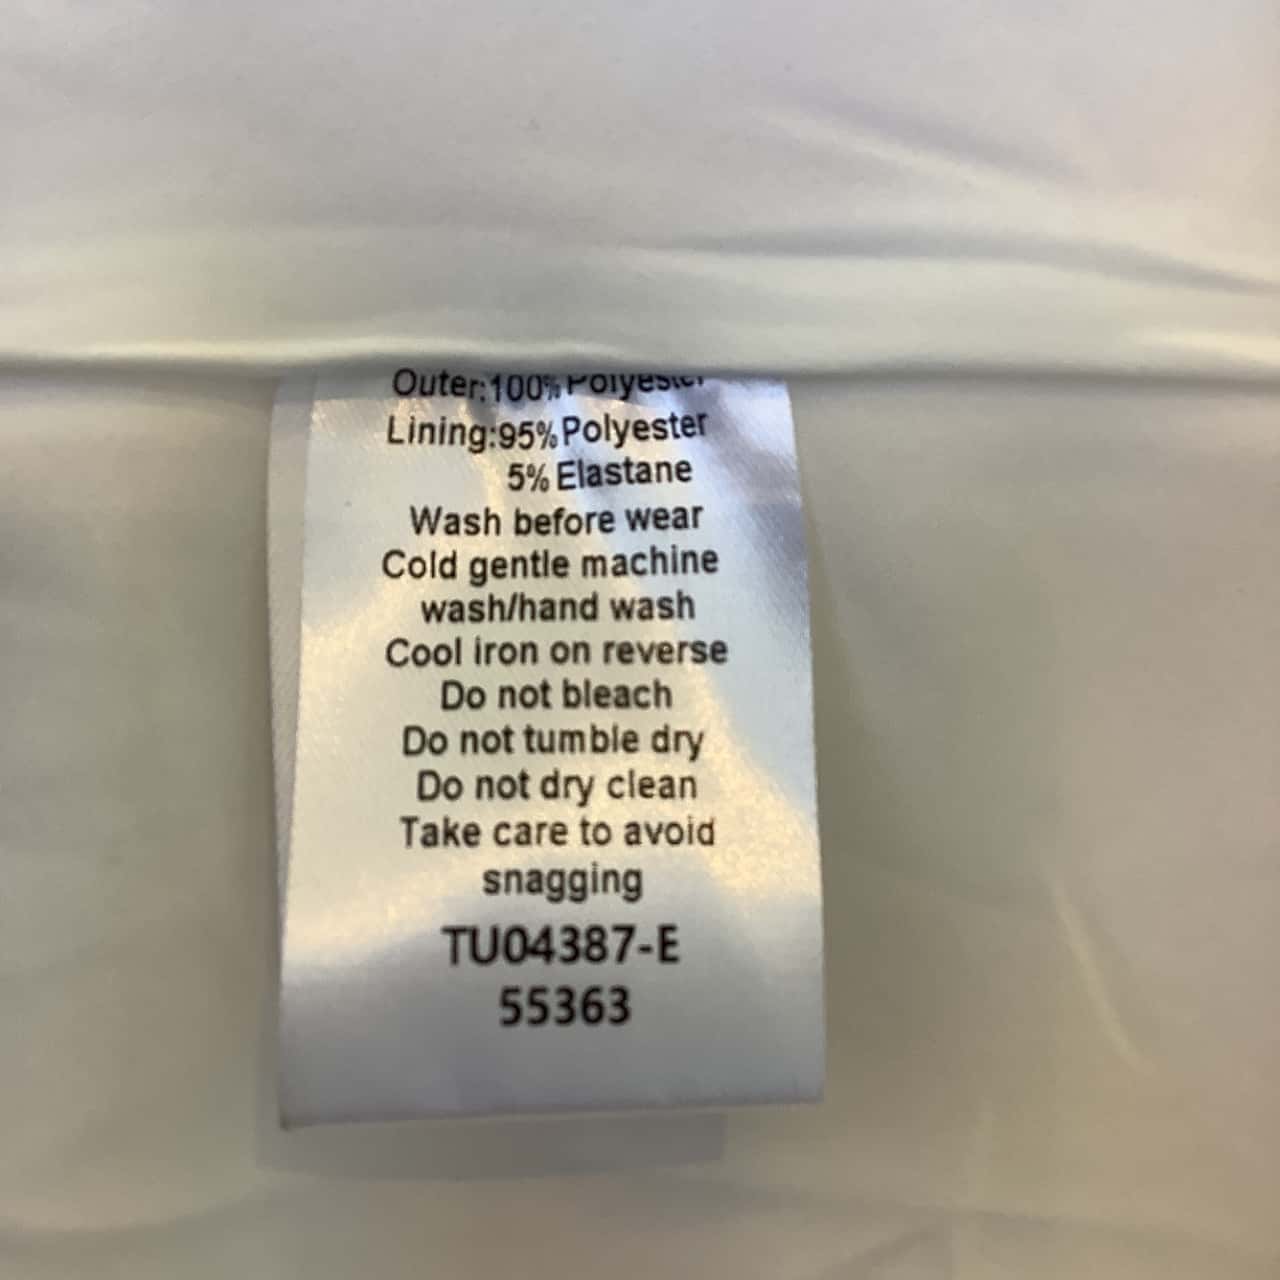 Outer:100% Polyester
Lining:95% Polyester
5% Elastane
Wash before wear
Cold gentle machine
wash/hand wash
Cool iron on reverse
Do not bleach
Do not tumble dry
Do not dry clean
Take care to avoid
snagging
TU04387-E
55363